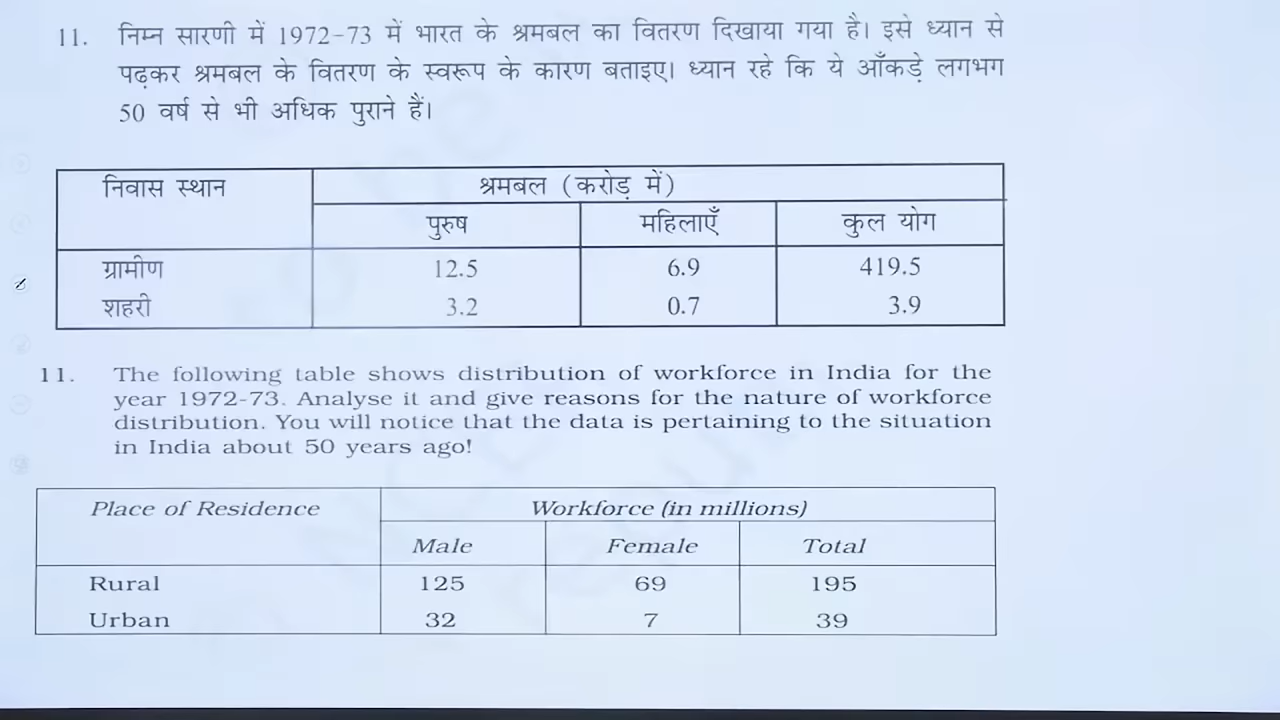 11. निम्न सारणी में 1972-73 में भारत के श्रमबल का वितरण दिखाया गया है। इसे ध्यान से
पढ़कर श्रमबल के वितरण के स्वरूप के कारण बताइए। ध्यान रहे कि ये आँकड़े लगभग
50 वर्ष से भी अधिक पुराने हैं।
निवास स्थान श्रमबल (करोड़ में)
पुरुष महिलाएँ कुल योग
ग्रामीण 12.5 6.9 419.5
शहरी 3.2 0.7 3.9
11. The following table shows distribution of workforce in India for the
year 1972-73. Analyse it and give reasons for the nature of workforce
distribution. You will notice that the data is pertaining to the situation
in India about 50 years ago!
Place of Residence Workforce (in millions)
Male Female Total
Rural 125 69 195
Urban 32 7 39